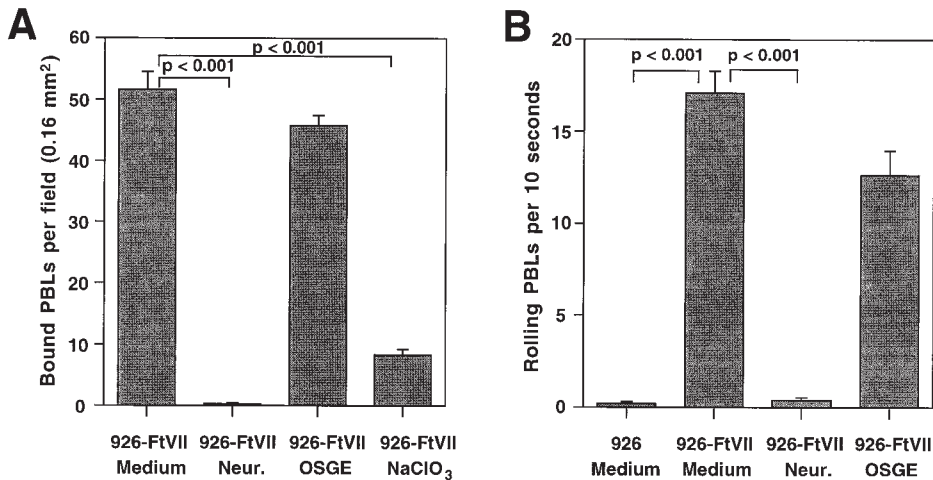 A
Bound PBLs per field (0.16 mm²)
60
50
40
30
20
10
0
p < 0.001
p < 0.001
926-FtVII Medium
926-FtVII Neur.
926-FtVII OSGE
926-FtVII NaClO₃
B
Rolling PBLs per 10 seconds
20
15
10
5
0
p < 0.001
p < 0.001
926 Medium
926-FtVII Medium
926-FtVII Neur.
926-FtVII OSGE